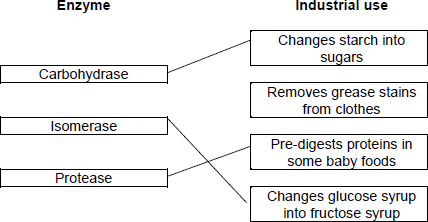 Enzyme
Industrial use
Carbohydrase
Isomerase
Protease
Changes starch into
sugars
Removes grease stains
from clothes
Pre-digests proteins in
some baby foods
Changes glucose syrup
into fructose syrup